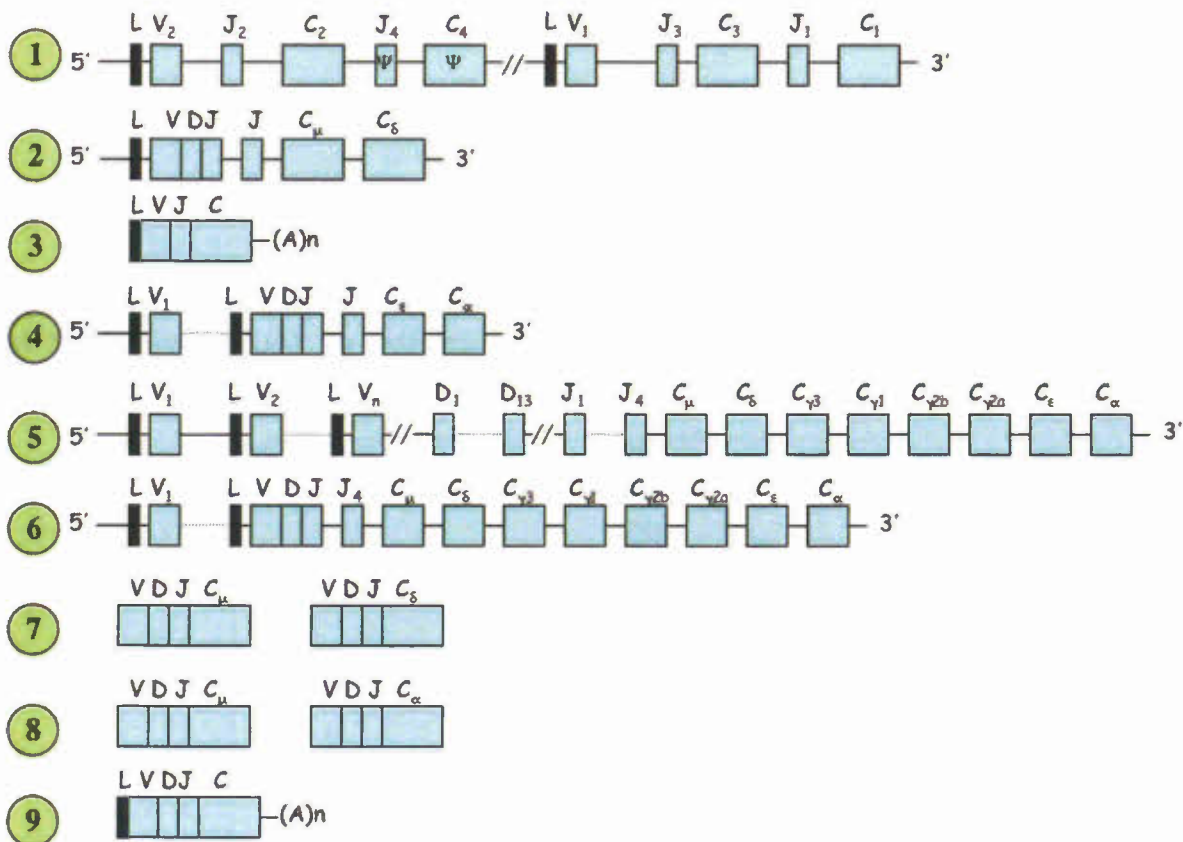 L V₂ J₂ C₂ J₄ C₄ L V₁ J₃ C₃ J₁ C₁
1 5' Ψ Ψ // 3'
L V D J J Cμ Cδ
2 5' 3'
L V J C
3 -(A)n
L V₁ L V D J J Cε Cα
4 5' 3'
L V₁ L V₂ L Vn D₁ D₁₃ J₁ J₄ Cμ Cδ Cγ3 Cγ1 Cγ2b Cγ2a Cε Cα
5 5' // // 3'
L V₁ L V D J J₄ Cμ Cδ Cγ3 Cγ1 Cγ2b Cγ2a Cε Cα
6 5' 3'
V D J Cμ V D J Cδ
7
V D J Cμ V D J Cα
8
L V D J C
9 -(A)n